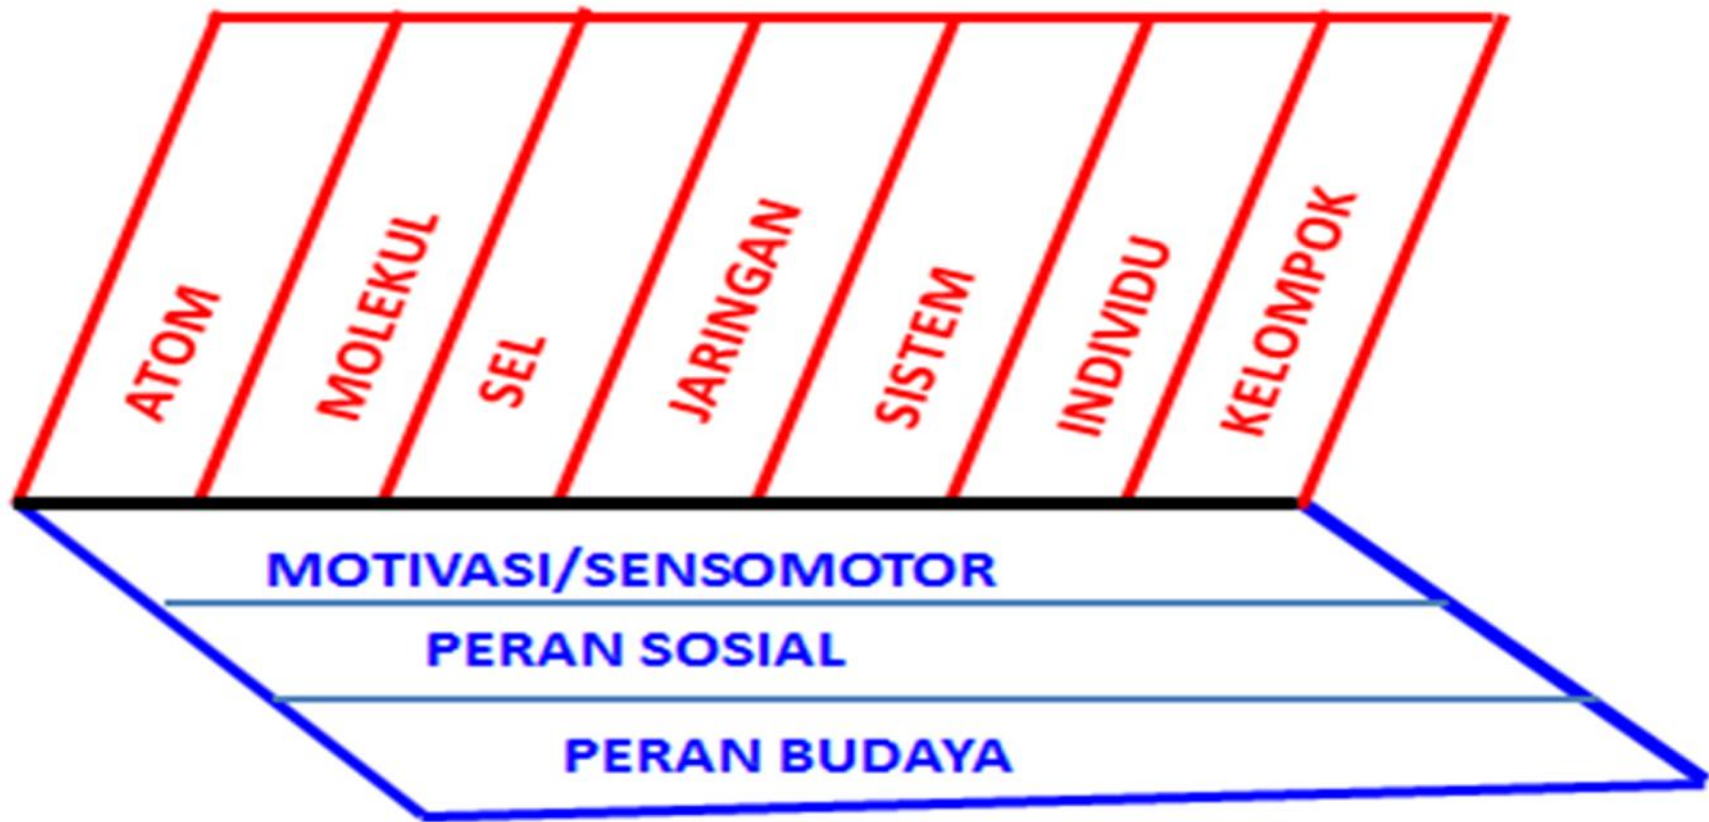 ATOM
MOLEKUL
SEL
JARINGAN
SISTEM
INDIVIDU
KELOMPOK
MOTIVASI/SENSOMOTOR
PERAN SOSIAL
PERAN BUDAYA